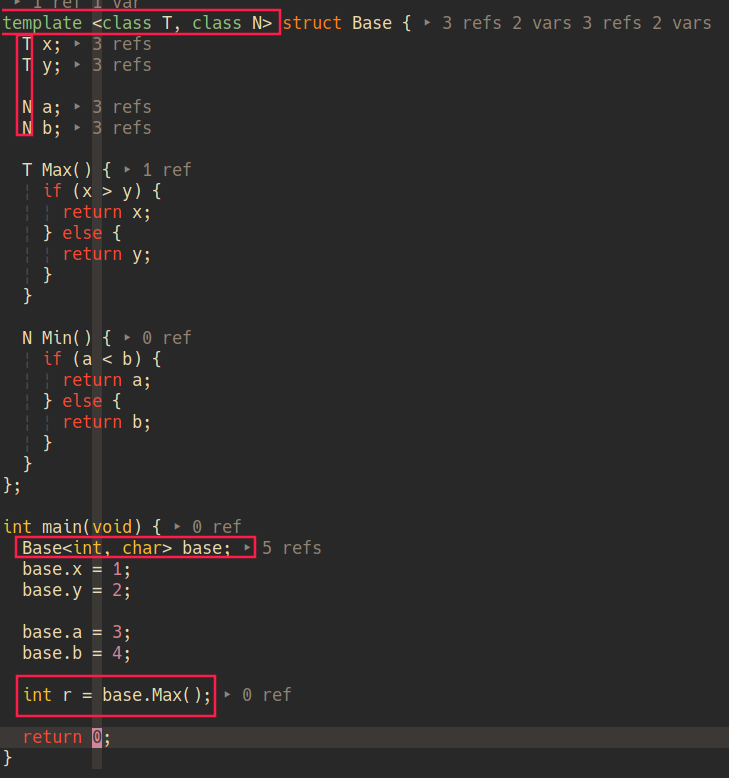 ▸ 1 ref 1 var
template <class T, class N> struct Base { ▸ 3 refs 2 vars 3 refs 2 vars
  T x; ▸ 3 refs
  T y; ▸ 3 refs

  N a; ▸ 3 refs
  N b; ▸ 3 refs

  T Max() { ▸ 1 ref
    if (x > y) {
      return x;
    } else {
      return y;
    }
  }

  N Min() { ▸ 0 ref
    if (a < b) {
      return a;
    } else {
      return b;
    }
  }
};

int main(void) { ▸ 0 ref
  Base<int, char> base; ▸ 5 refs
  base.x = 1;
  base.y = 2;

  base.a = 3;
  base.b = 4;

  int r = base.Max(); ▸ 0 ref

  return 0;
}